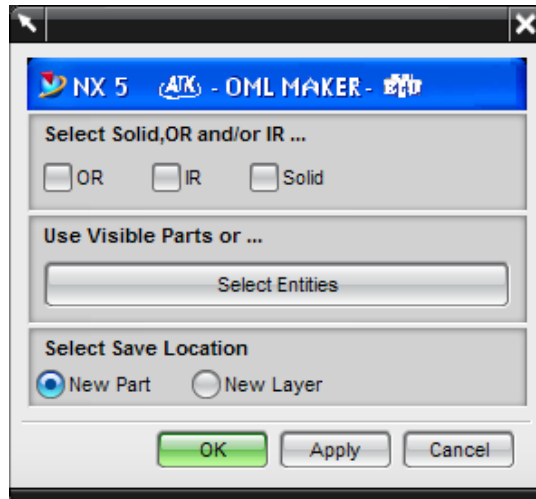 NX 5 ATK - OML MAKER -
Select Solid,OR and/or IR ...
OR IR Solid
Use Visible Parts or ...
Select Entities
Select Save Location
New Part New Layer
OK Apply Cancel